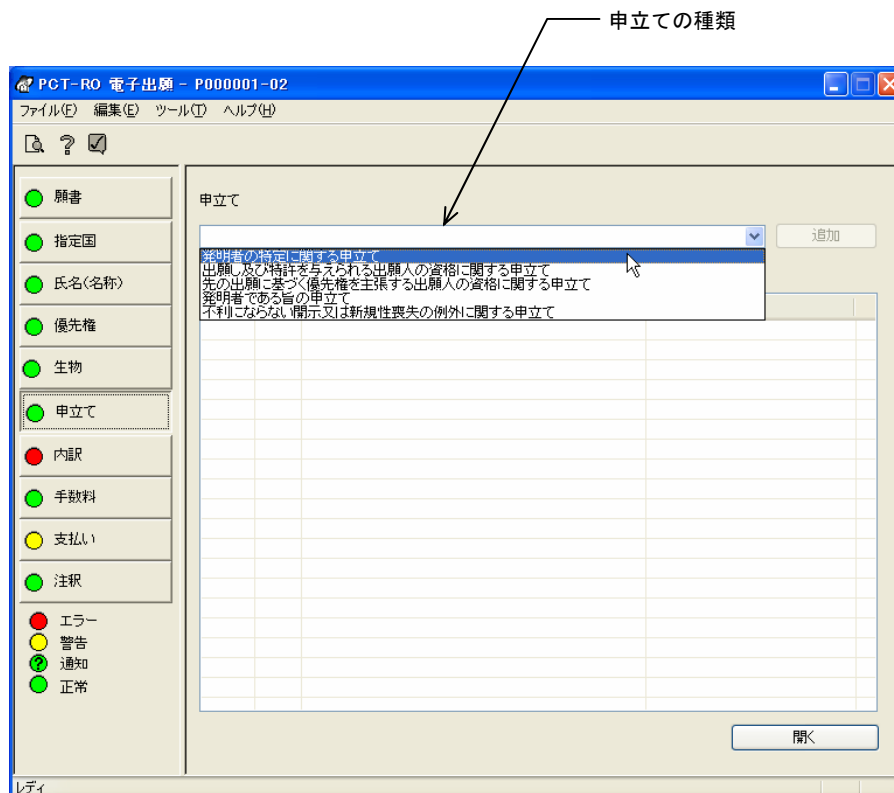 申立ての種類
PCT-RO 電子出願 - P000001-02
ファイル(F) 編集(E) ツール(T) ヘルプ(H)
願書
申立て
指定国
追加
発明者の特定に関する申立て
出願し及び特許を与えられる出願人の資格に関する申立て
氏名(名称)
先の出願に基づく優先権を主張する出願人の資格に関する申立て
発明者である旨の申立て
不利にならない開示又は新規性喪失の例外に関する申立て
優先権
生物
申立て
内訳
手数料
支払い
注釈
エラー
警告
通知
正常
開く
レディ